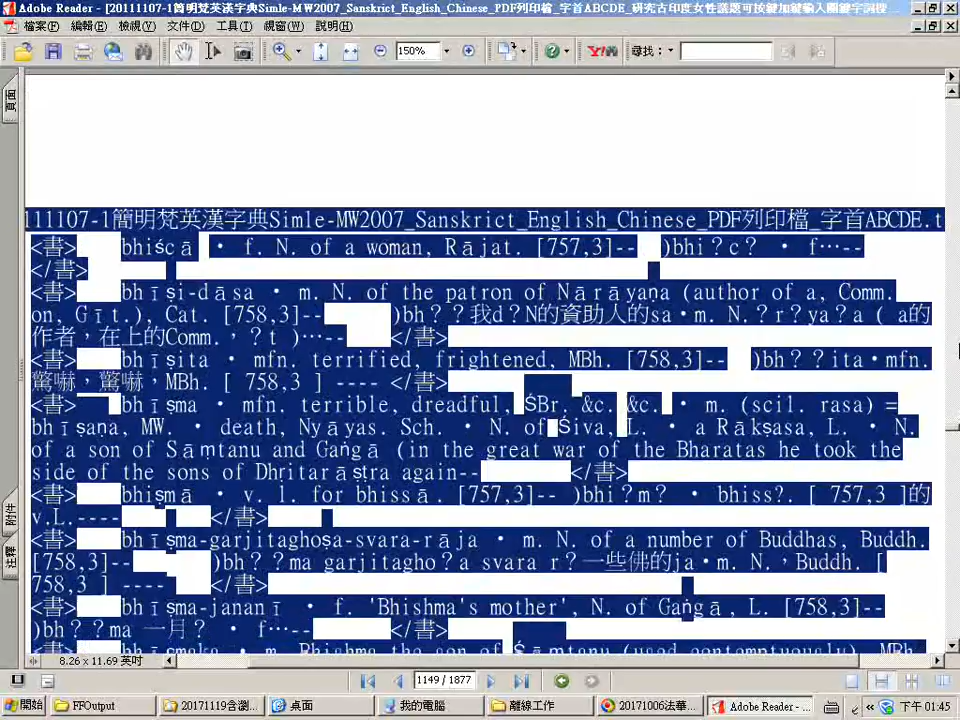 Adobe Reader - [20111107-1簡明梵英漢字典Simle-MW2007_Sanskrict_English_Chinese_PDF列印檔_字首ABCDE_研究古印度女性議題可按鍵加鍵輸入關鍵字詞搜
檔案(F) 編輯(E) 檢視(V) 文件(D) 工具(T) 視窗(W) 說明(H)
150% 尋找:
頁面
111107-1簡明梵英漢字典Simle-MW2007_Sanskrict_English_Chinese_PDF列印檔_字首ABCDE.t
<書> bhiścā · f. N. of a woman, Rājat. [757,3]-- )bhi?c? · f…--
</書>
<書> bhīṣi-dāsa · m. N. of the patron of Nārāyaṇa (author of a, Comm.
on, Gīt.), Cat. [758,3]-- )bh??我d?N的資助人的sa·m. N.?r?ya?a ( a的
作者，在上的Comm.，?t )…-- </書>
<書> bhīṣita · mfn. terrified, frightened, MBh. [758,3]-- )bh??ita·mfn.
驚嚇，驚嚇，MBh. [ 758,3 ] ---- </書>
<書> bhīṣma · mfn. terrible, dreadful, ŚBr. &c. &c. · m. (scil. rasa) =
bhīṣaṇa, MW. · death, Nyāyas. Sch. · N. of Śiva, L. · a Rākṣasa, L. · N.
of a son of Śāṃtanu and Gaṅgā (in the great war of the Bharatas he took the
side of the sons of Dhritarāṣtra again-- </書>
<書> bhiṣmā · v. l. for bhissā. [757,3]-- )bhi?m? · bhiss?. [ 757,3 ]的
v.L.---- </書>
<書> bhīṣma-garjitaghoṣa-svara-rāja · m. N. of a number of Buddhas, Buddh.
[758,3]-- )bh??ma garjitagho?a svara r?一些佛的ja·m. N.，Buddh. [
758,3 ] ---- </書>
<書> bhīṣma-jananī · f. 'Bhishma's mother', N. of Gaṅgā, L. [758,3]--
)bh??ma 一月? · f…-- </書>
<書> bhīṣmaka · m. Bhishma the son of Śāṃtanu (used contemptuously), MBh.
附件
注釋
8.26 x 11.69 英吋
1149 / 1877
開始 FFOutput 20171119含瀏... 桌面 我的電腦 離線工作 20171006法華... Adobe Reader - ... 下午 01:45